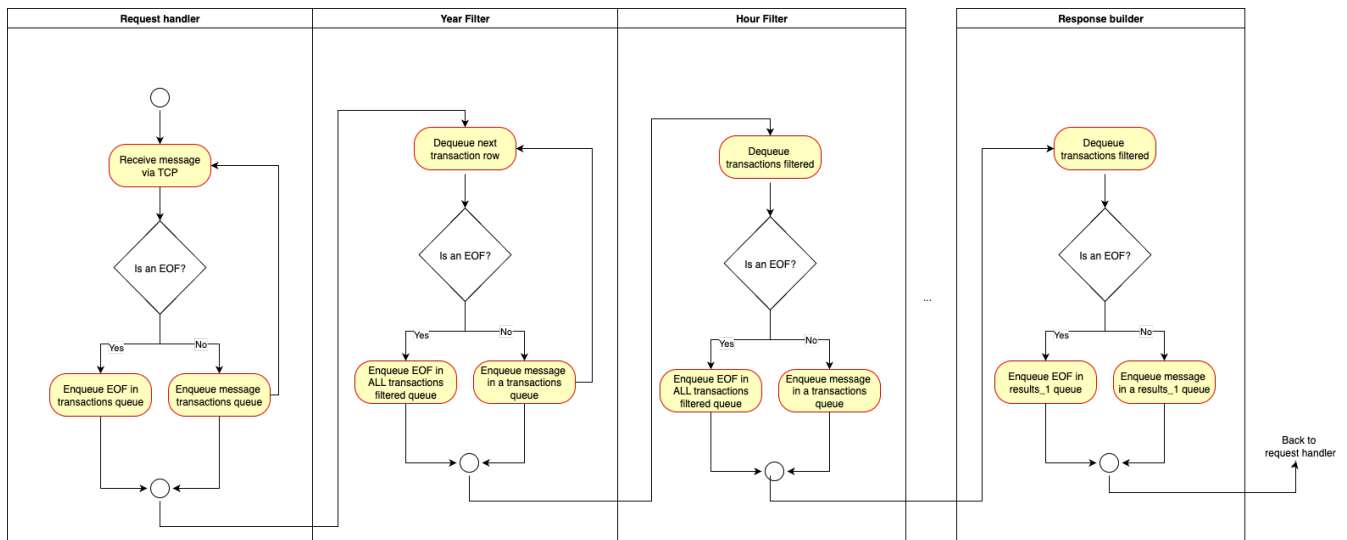 Request handler
Year Filter
Hour Filter
Response builder
Receive message
via TCP
Is an EOF?
Yes
No
Enqueue EOF in
transactions queue
Enqueue message
transactions queue
Dequeue next
transaction row
Is an EOF?
Yes
No
Enqueue EOF in
ALL transactions
filtered queue
Enqueue message
in a transactions
queue
Dequeue
transactions filtered
Is an EOF?
Yes
No
Enqueue EOF in
ALL transactions
filtered queue
Enqueue message
in a transactions
queue
...
Dequeue
transactions filtered
Is an EOF?
Yes
No
Enqueue EOF in
results_1 queue
Enqueue message
in a results_1 queue
Back to
request handler